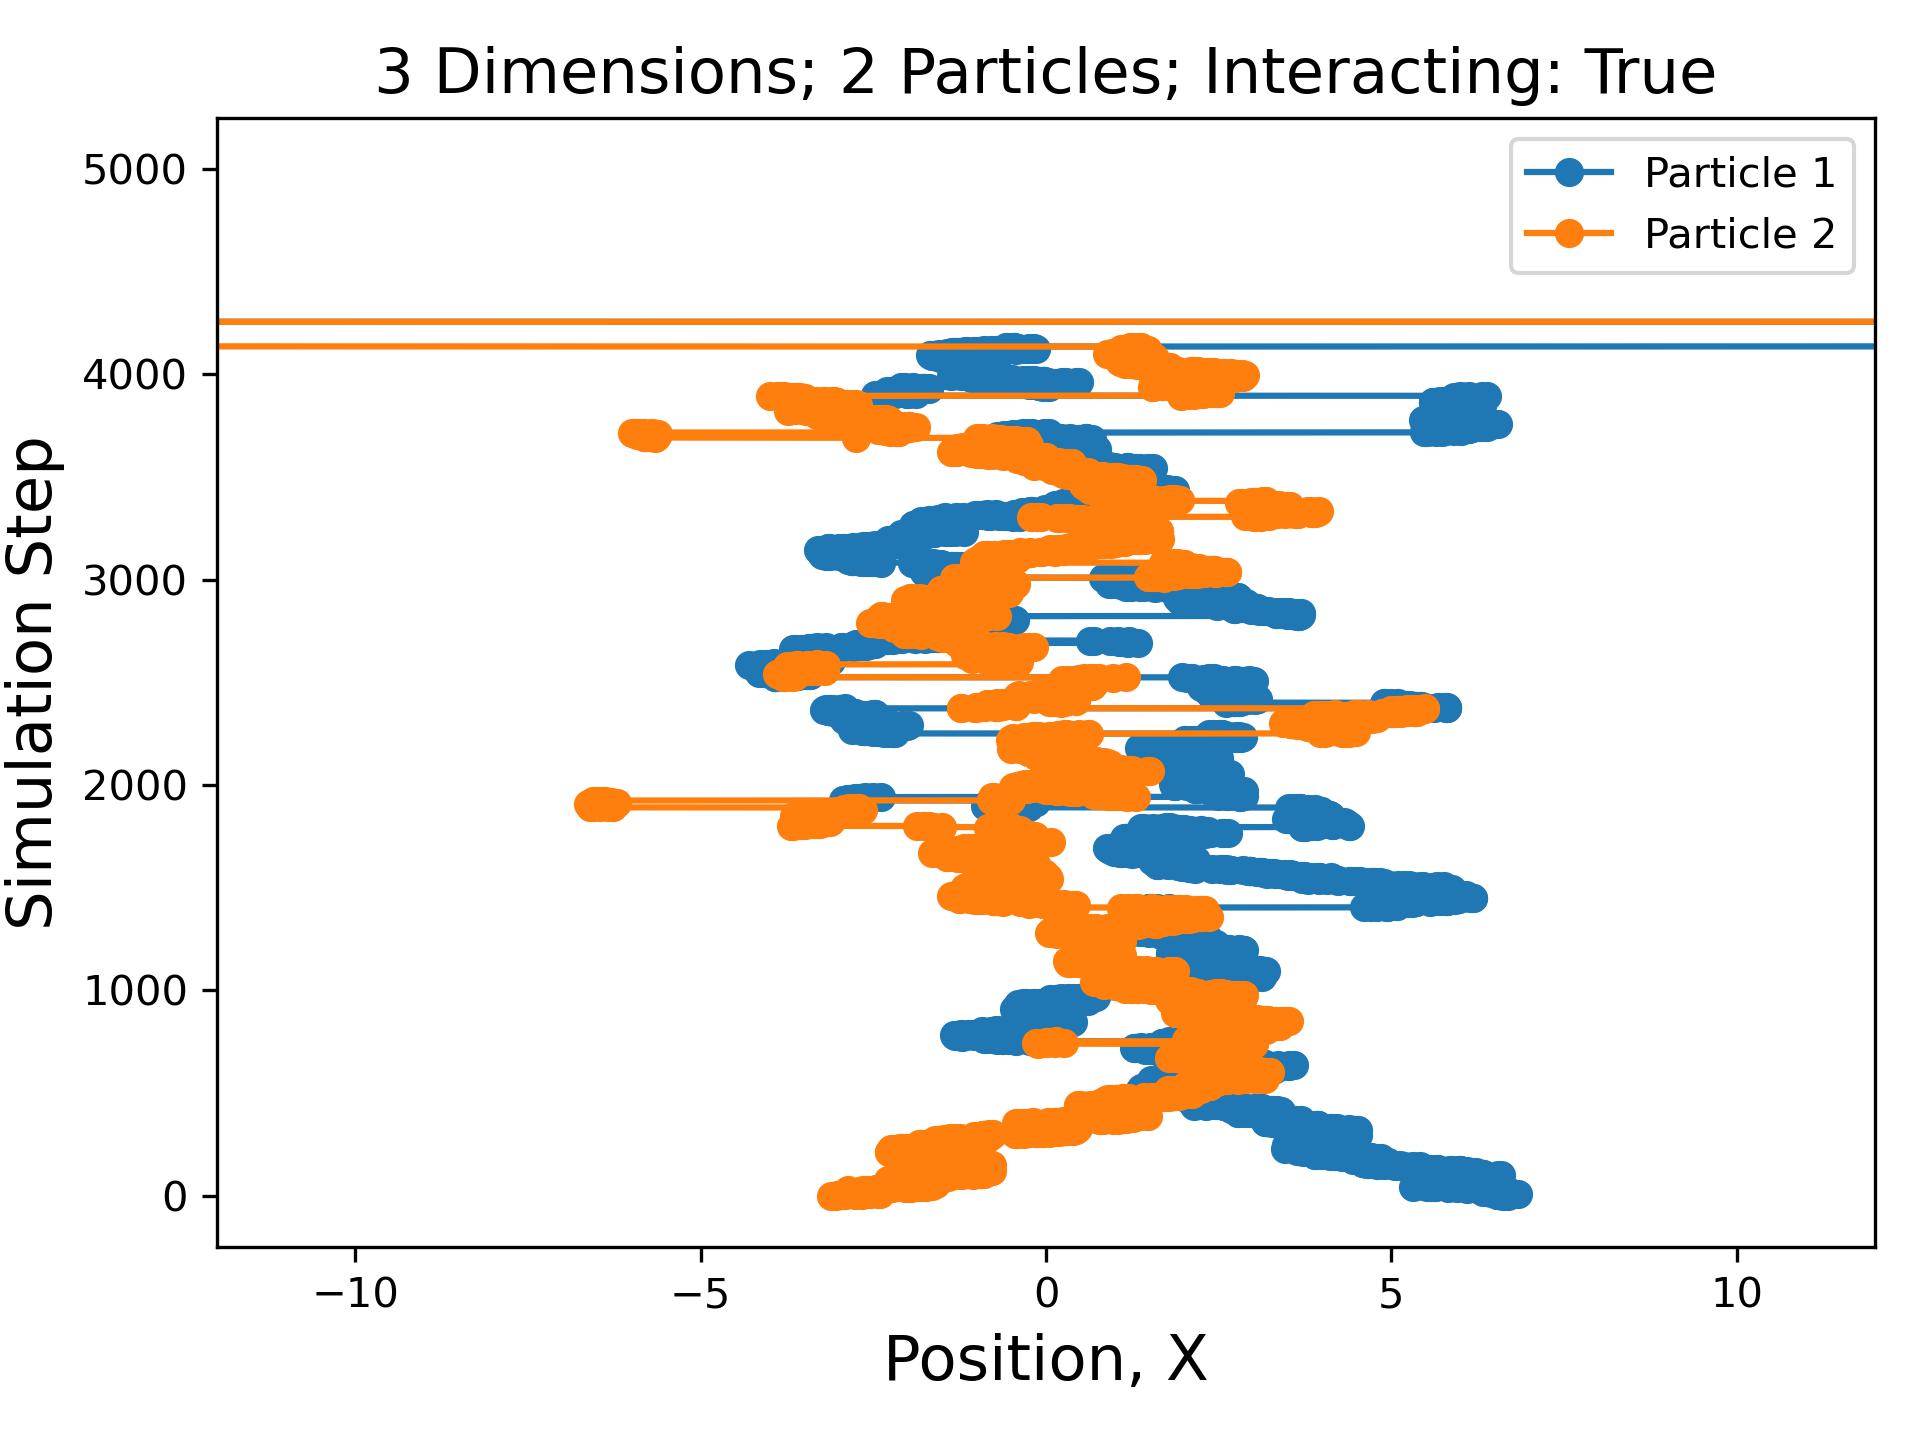 3 Dimensions; 2 Particles; Interacting: True
Particle 1
Particle 2
5000
4000
3000
2000
1000
0
Simulation Step
−10
−5
0
5
10
Position, X